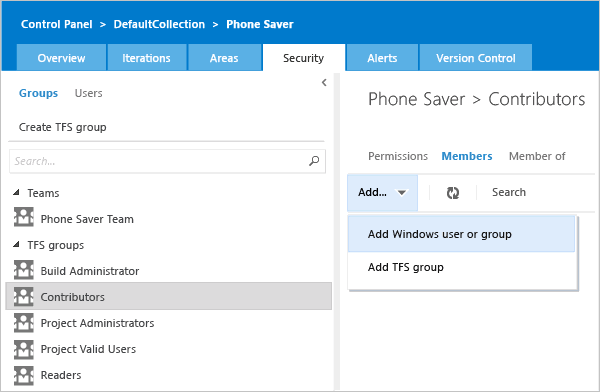 Control Panel > DefaultCollection > Phone Saver
Overview Iterations Areas Security Alerts Version Control
Groups Users
Create TFS group
Search...
Teams
Phone Saver Team
TFS groups
Build Administrator
Contributors
Project Administrators
Project Valid Users
Readers
Phone Saver > Contributors
Permissions Members Member of
Add... Search
Add Windows user or group
Add TFS group